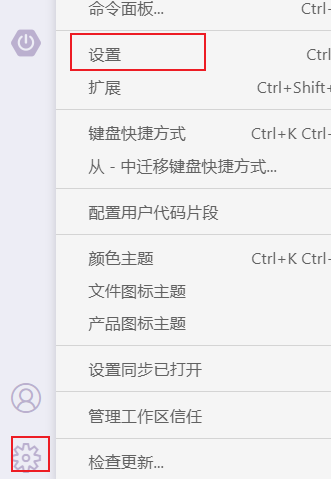 命令面板... Ctrl+
设置 Ctrl
扩展 Ctrl+Shift+
键盘快捷方式 Ctrl+K Ctrl+
从 - 中迁移键盘快捷方式...
配置用户代码片段
颜色主题 Ctrl+K Ctrl+
文件图标主题
产品图标主题
设置同步已打开
管理工作区信任
检查更新...